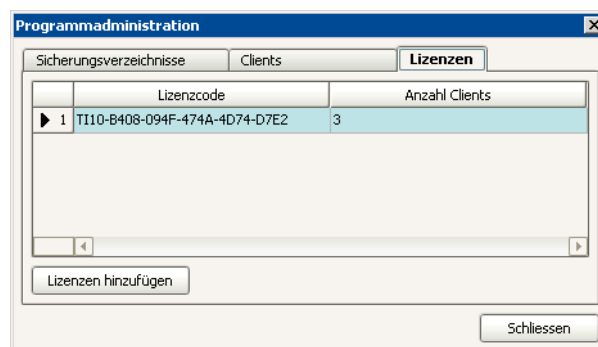 Programmadministration
Sicherungsverzeichnisse Clients Lizenzen
Lizenzcode Anzahl Clients
1 TI10-B408-094F-474A-4D74-D7E2 3
Lizenzen hinzufügen
Schliessen